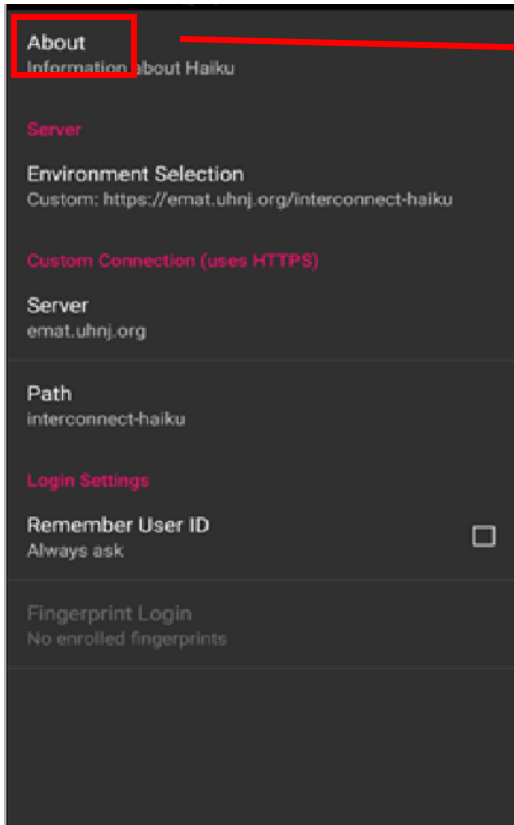 About
Information about Haiku
Server
Environment Selection
Custom: https://emat.uhnj.org/interconnect-haiku
Custom Connection (uses HTTPS)
Server
emat.uhnj.org
Path
interconnect-haiku
Login Settings
Remember User ID
Always ask
Fingerprint Login
No enrolled fingerprints